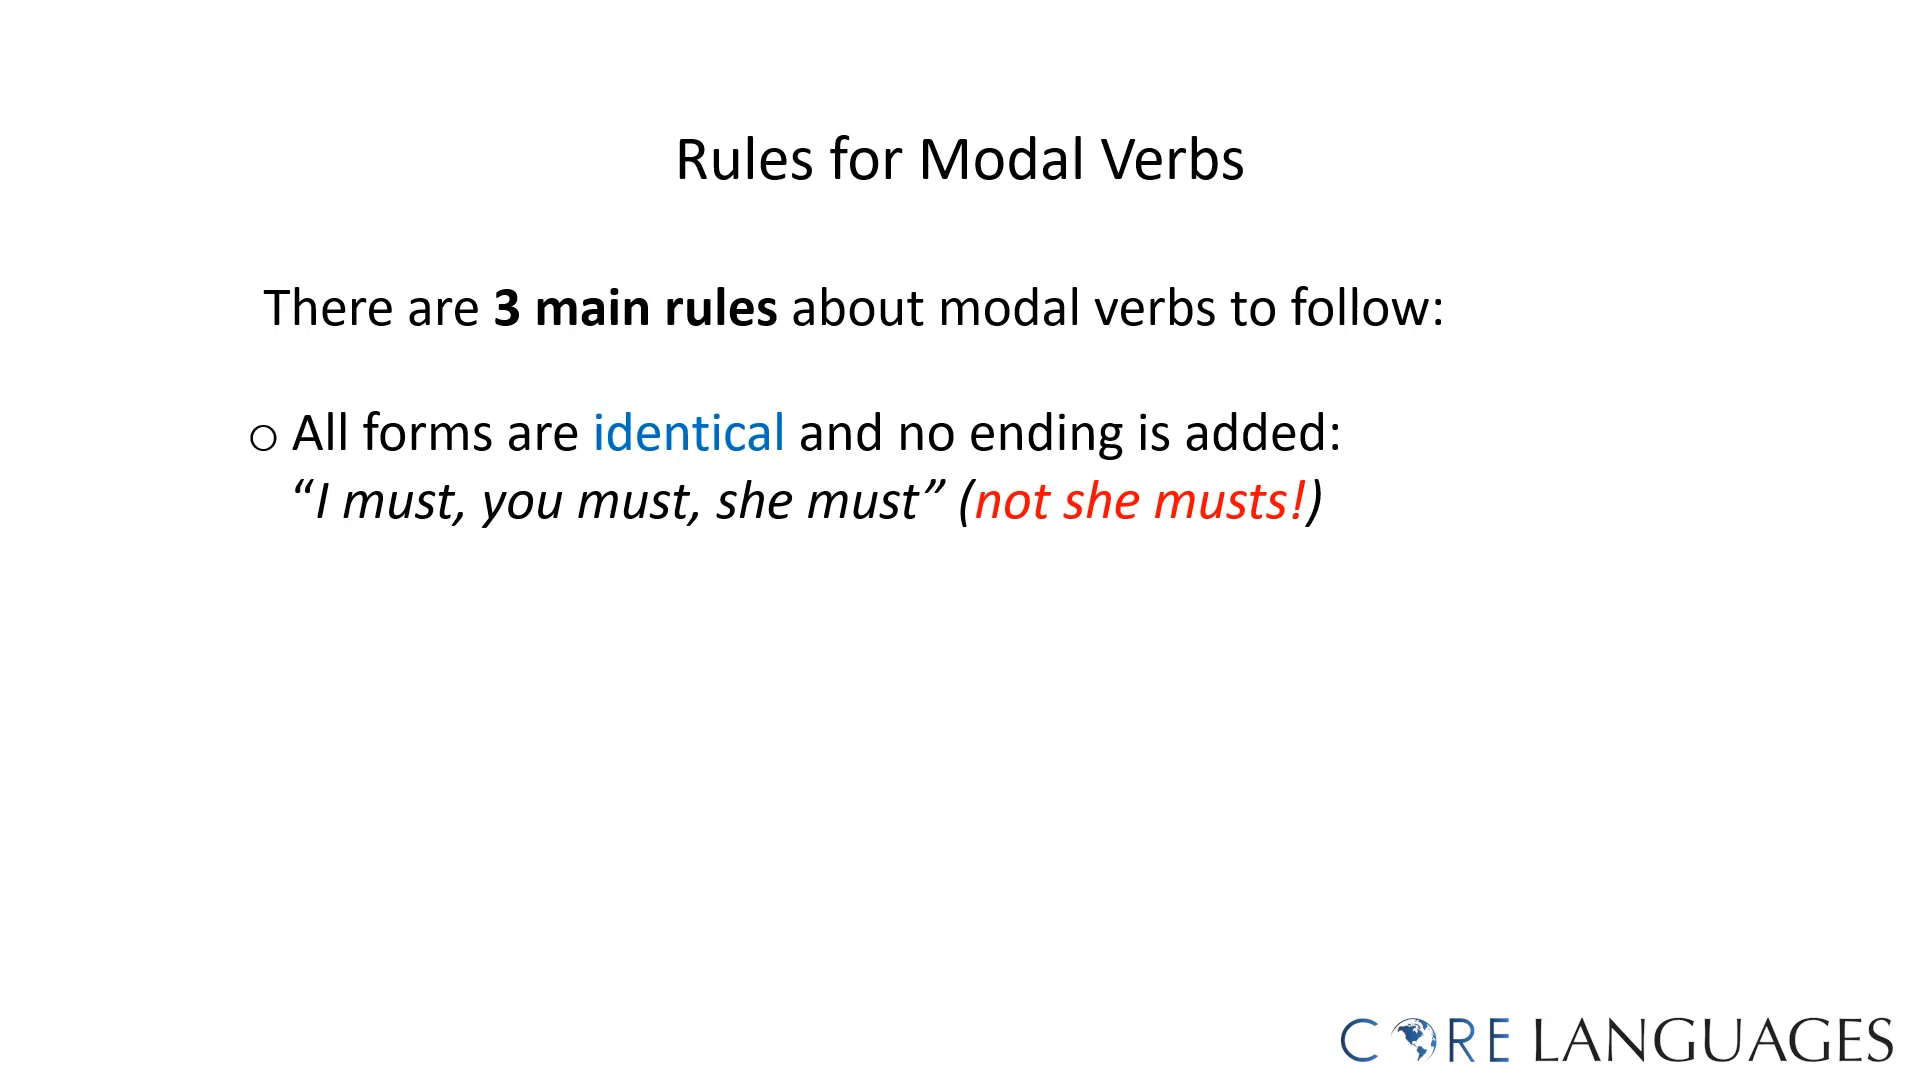 Rules for Modal Verbs
There are 3 main rules about modal verbs to follow:
o All forms are identical and no ending is added:
“I must, you must, she must” (not she musts!)
CORE LANGUAGES